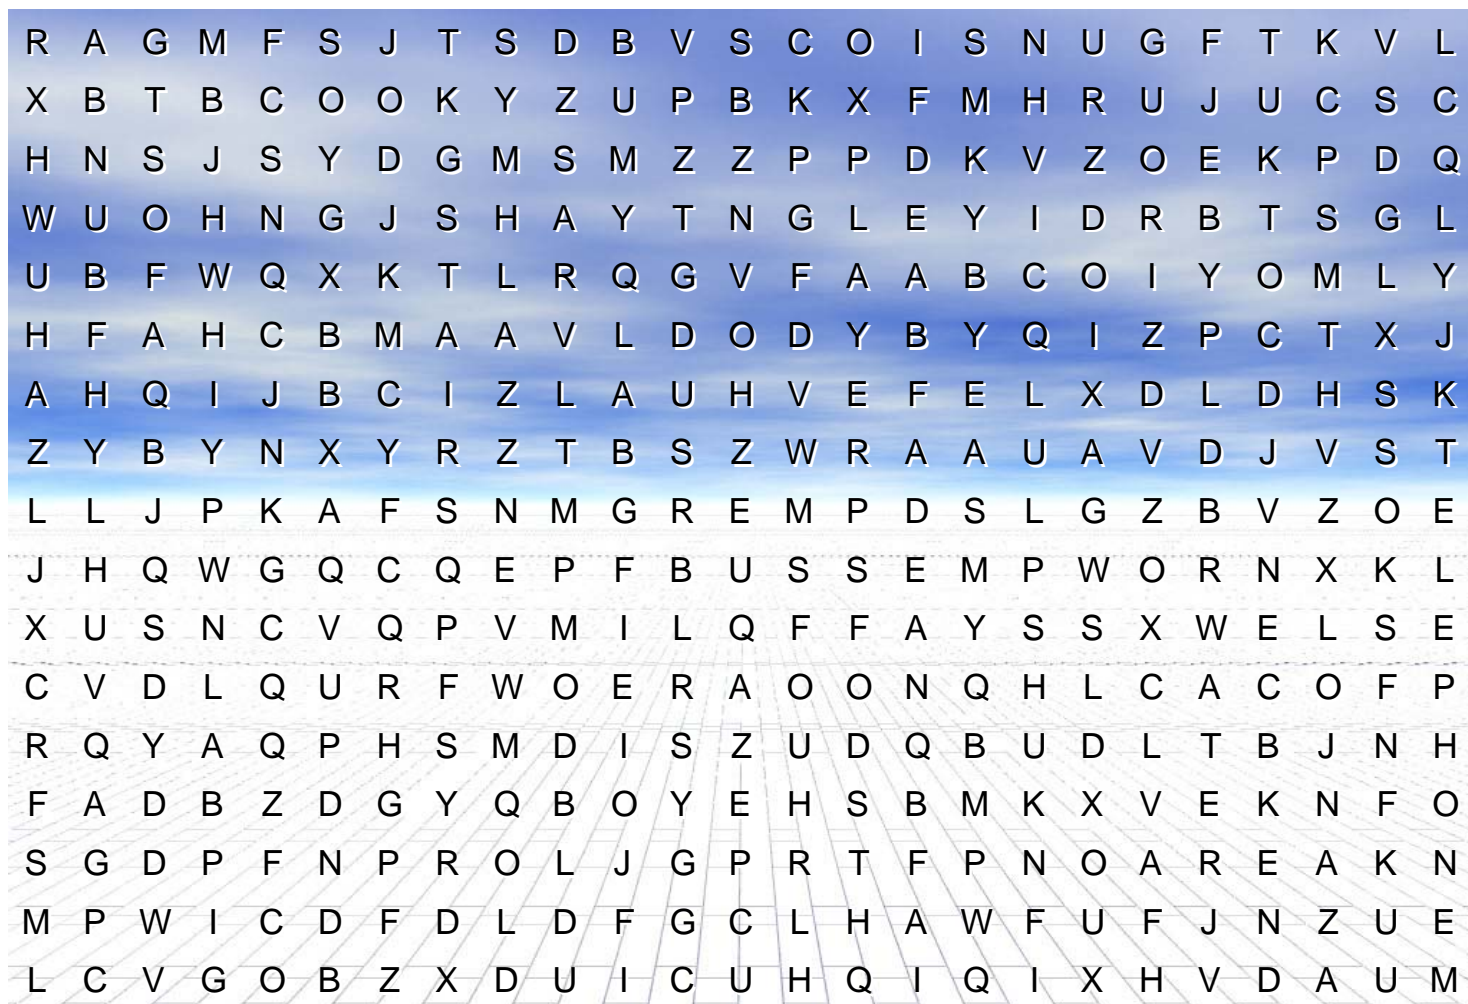 R A G M F S J T S D B V S C O I S N U G F T K V L
X B T B C O O K Y Z U P B K X F M H R U J U C S C
H N S J S Y D G M S M Z Z P P D K V Z O E K P D Q
W U O H N G J S H A Y T N G L E Y I D R B T S G L
U B F W Q X K T L R Q G V F A A B C O I Y O M L Y
H F A H C B M A A V L D O D Y B Y Q I Z P C T X J
A H Q I J B C I Z L A U H V E F E L X D L D H S K
Z Y B Y N X Y R Z T B S Z W R A A U A V D J V S T
L L J P K A F S N M G R E M P D S L G Z B V Z O E
J H Q W G Q C Q E P F B U S S E M P W O R N X K L
X U S N C V Q P V M I L Q F F A Y S S X W E L S E
C V D L Q U R F W O E R A O O N Q H L C A C O F P
R Q Y A Q P H S M D I S Z U D Q B U D L T B J N H
F A D B Z D G Y Q B O Y E H S B M K X V E K N F O
S G D P F N P R O L J G P R T F P N O A R E A K N
M P W I C D F D L D F G C L H A W F U F J N Z U E
L C V G O B Z X D U I C U H Q I Q I X H V D A U M